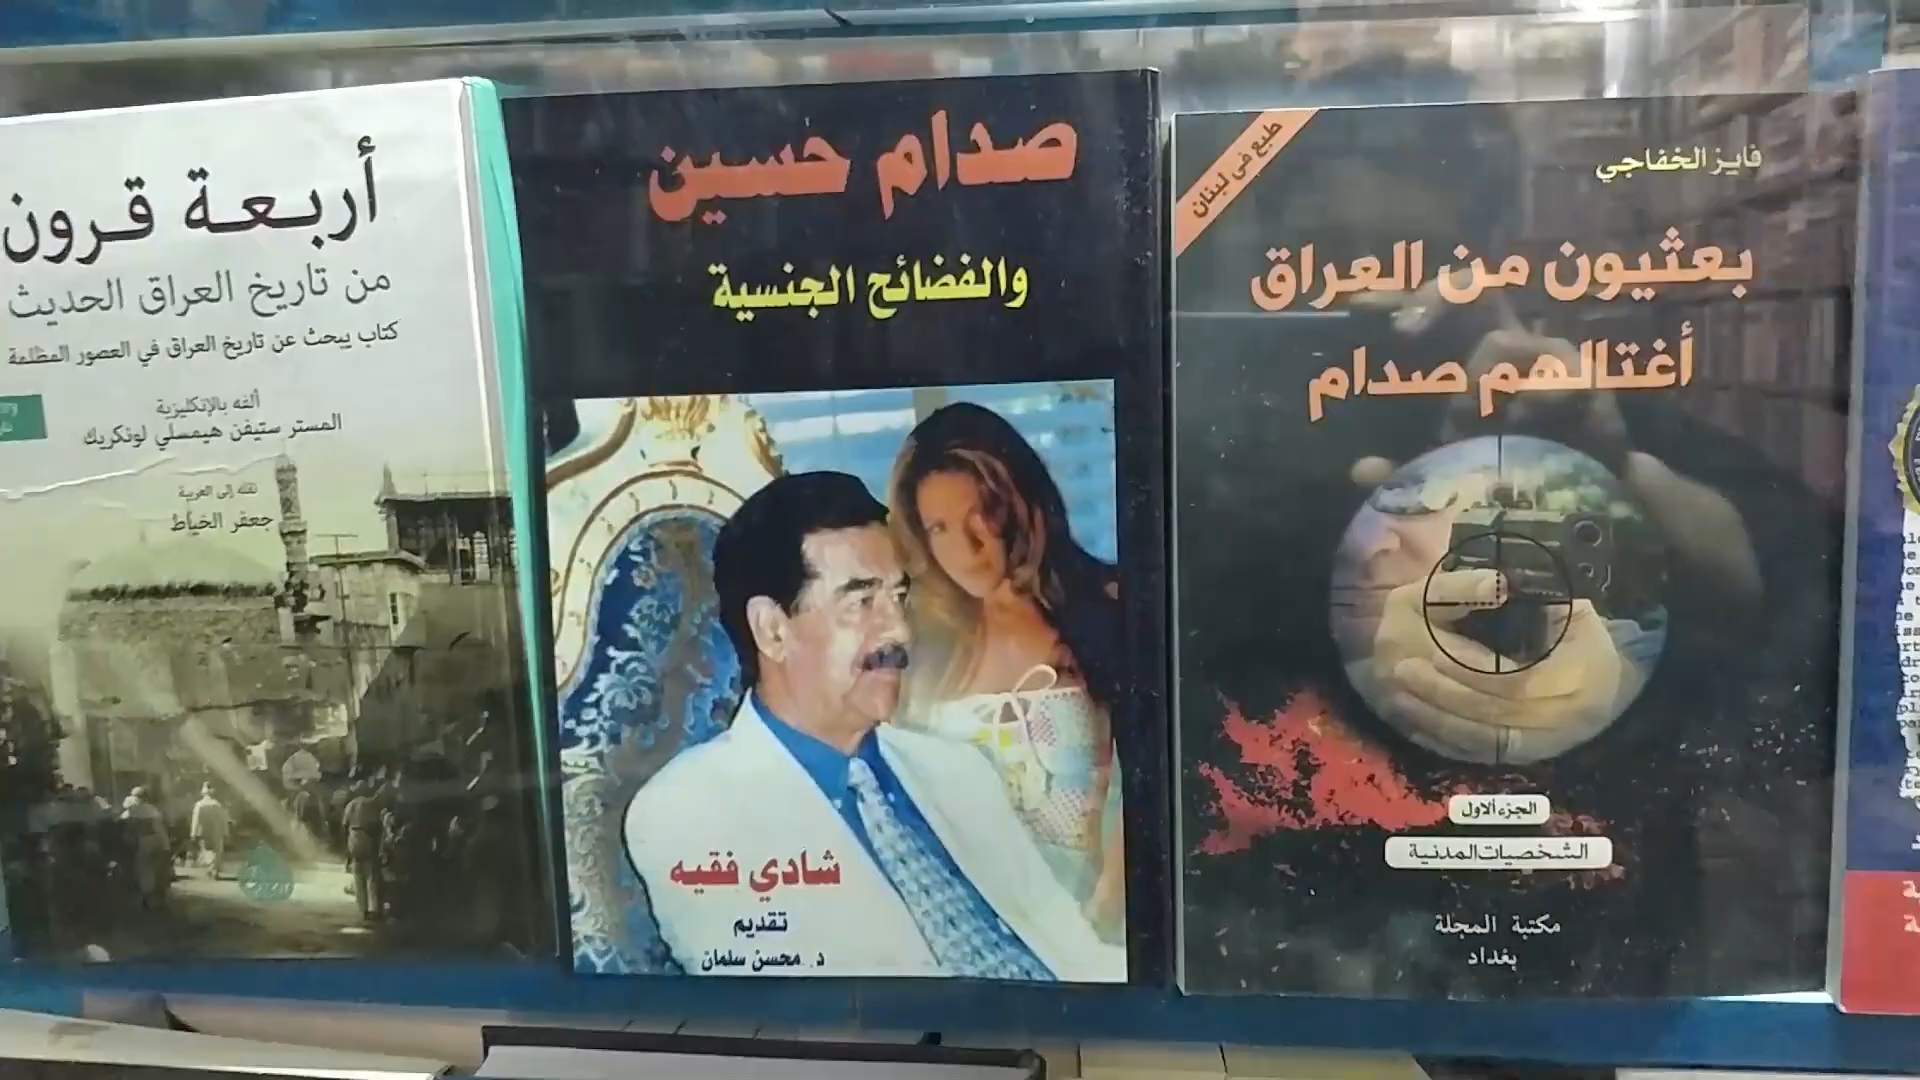 أربعة قرون
من تاريخ العراق الحديث
كتاب يبحث عن تاريخ العراق في العصور المظلمة
ألفه بالإنكليزية
المستر ستيفن هيمسلي لونكريك
نقله إلى العربية
جعفر الخياط
صدام حسين
والفضائح الجنسية
شادي فقيه
تقديم
د. محسن سلمان
طبع في لبنان
فايز الخفاجي
بعثيون من العراق
أغتالهم صدام
الجزء الاول
الشخصيات المدنية
مكتبة المجلة
بغداد